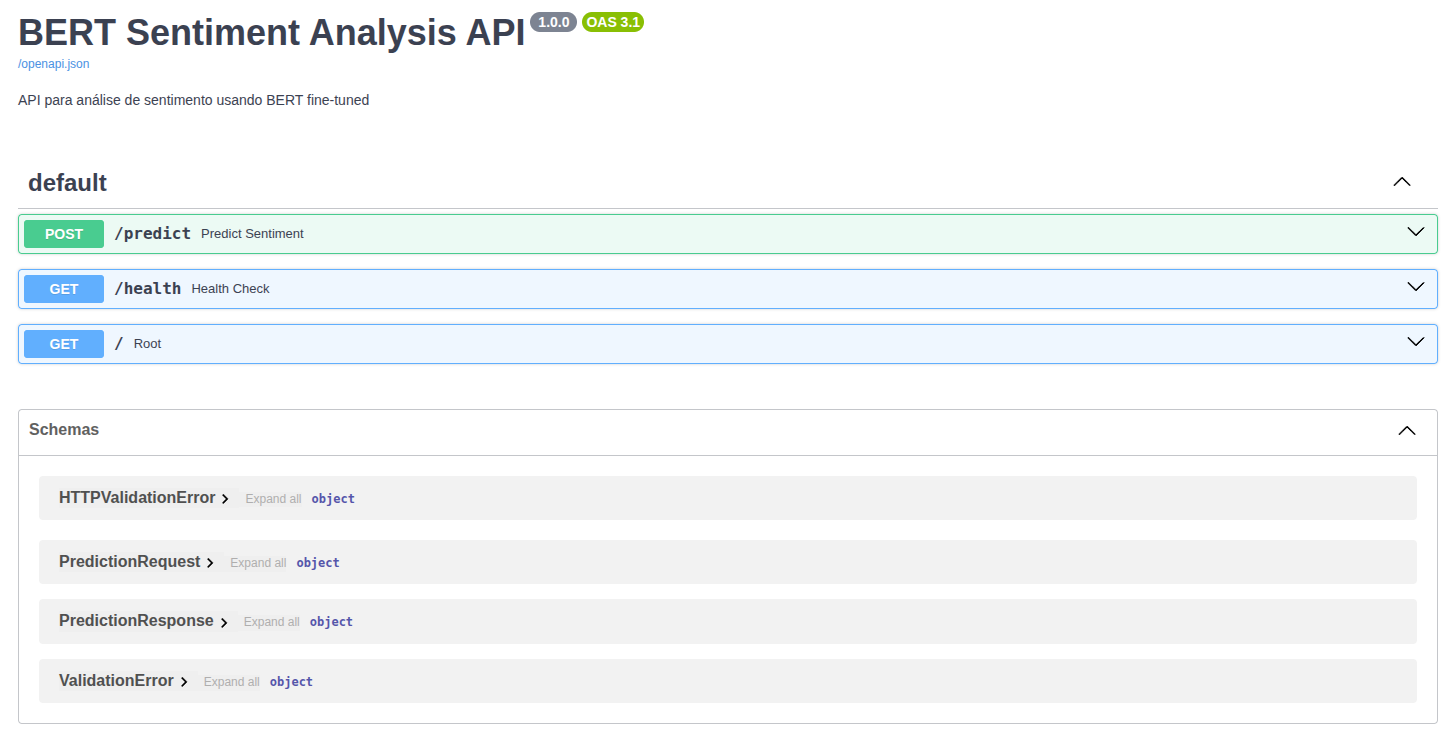 BERT Sentiment Analysis API 1.0.0 OAS 3.1
/openapi.json
API para análise de sentimento usando BERT fine-tuned
default
POST /predict Predict Sentiment
GET /health Health Check
GET / Root
Schemas
HTTPValidationError Expand all object
PredictionRequest Expand all object
PredictionResponse Expand all object
ValidationError Expand all object